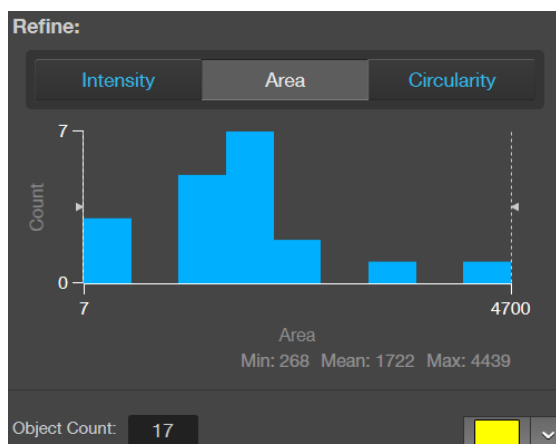 Refine:
Intensity Area Circularity
7
Count
0
7 4700
Area
Min: 268 Mean: 1722 Max: 4439
Object Count: 17